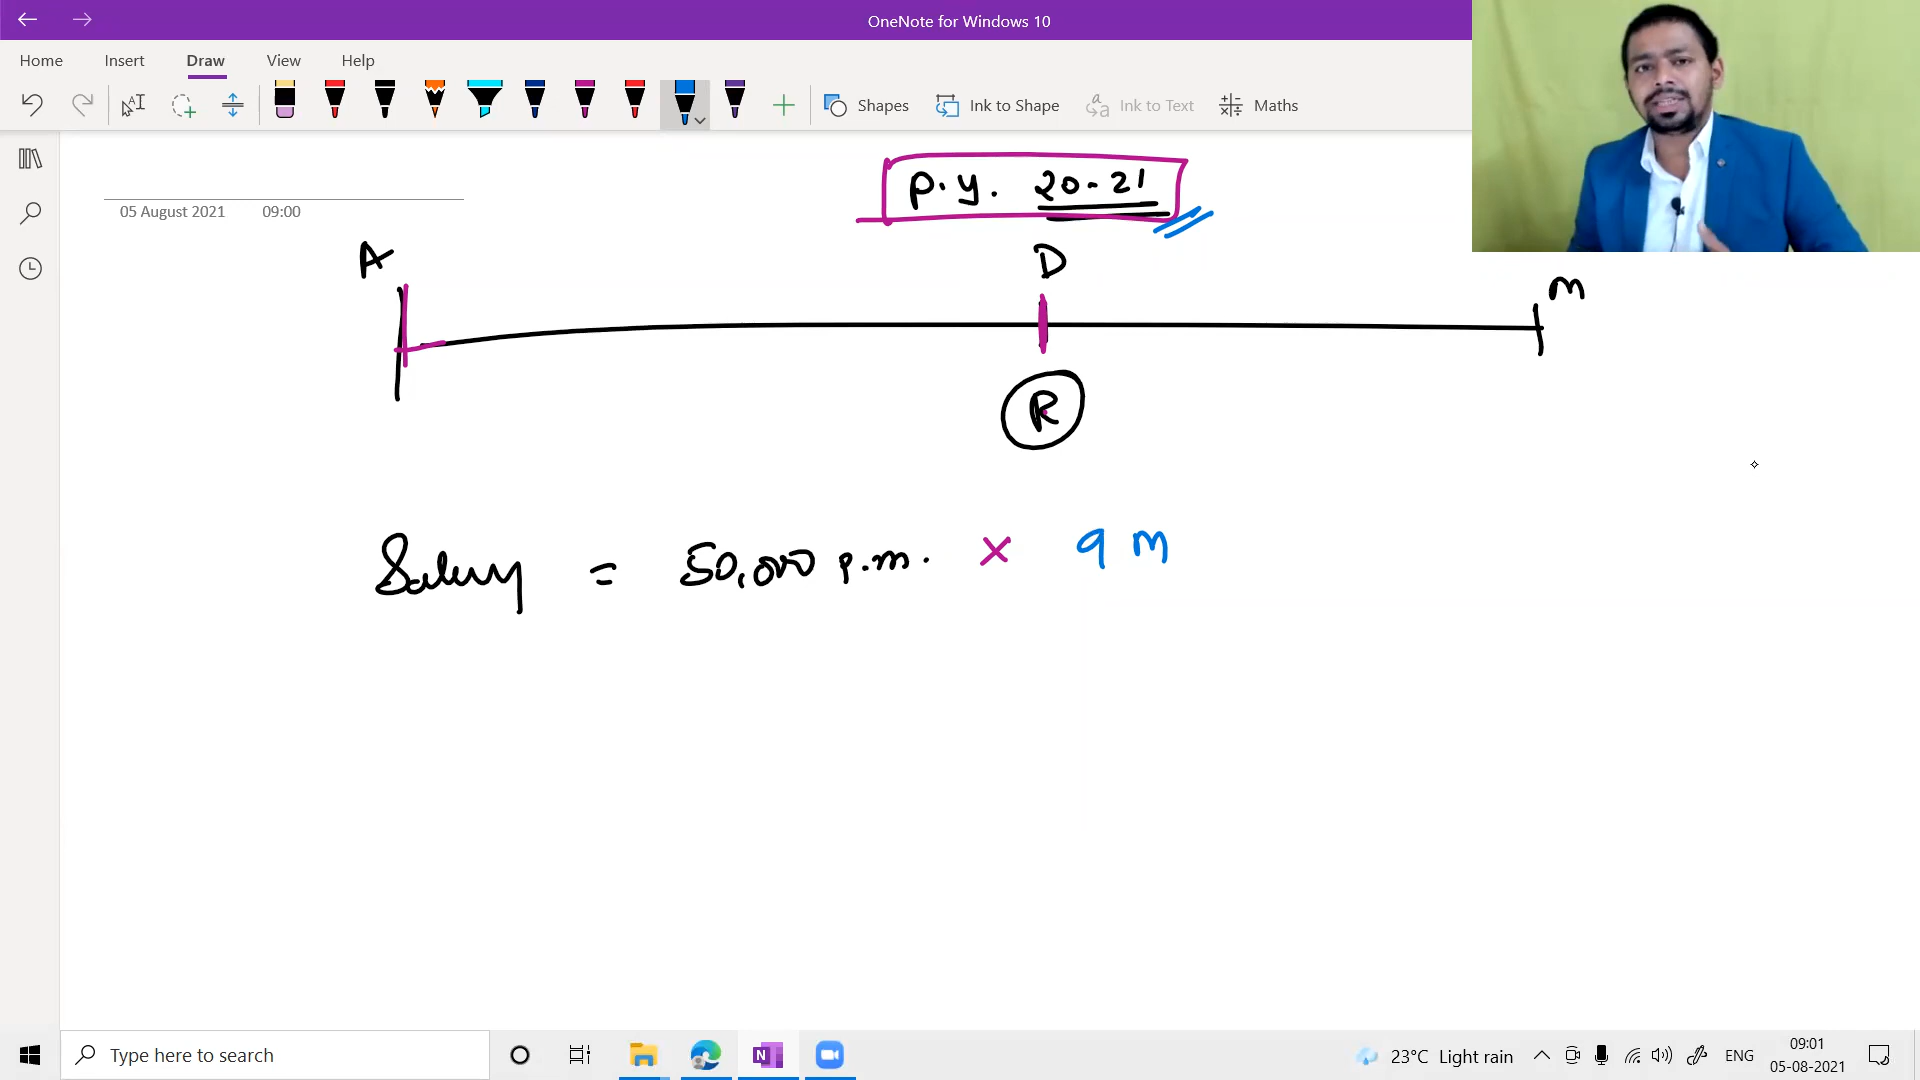 OneNote for Windows 10
Home Insert Draw View Help
Shapes Ink to Shape Ink to Text Maths
P.Y. 20-21
05 August 2021 09:00
A D M
R
Salary = 50,000 p.m. × 9 m
Type here to search
23°C Light rain ENG 09:01
05-08-2021